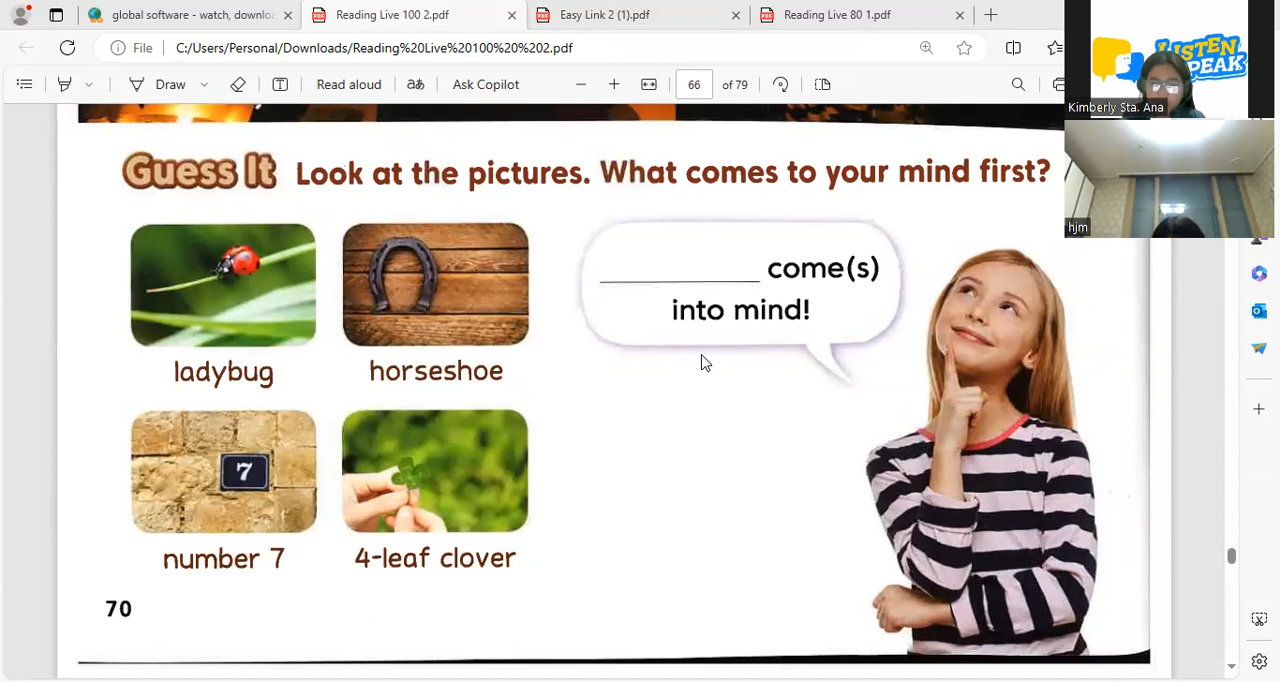 global software - watch, downlo
Reading Live 100 2.pdf
Easy Link 2 (1).pdf
Reading Live 80 1.pdf
File
C:/Users/Personal/Downloads/Reading%20Live%20100%20%202.pdf
Draw
Read aloud
aあ
Ask Copilot
66
of 79
LISTEN
SPEAK
Kimberly Sta. Ana
hjm
Guess It Look at the pictures. What comes to your mind first?
__________ come(s)
into mind!
ladybug
horseshoe
7
number 7
4-leaf clover
70